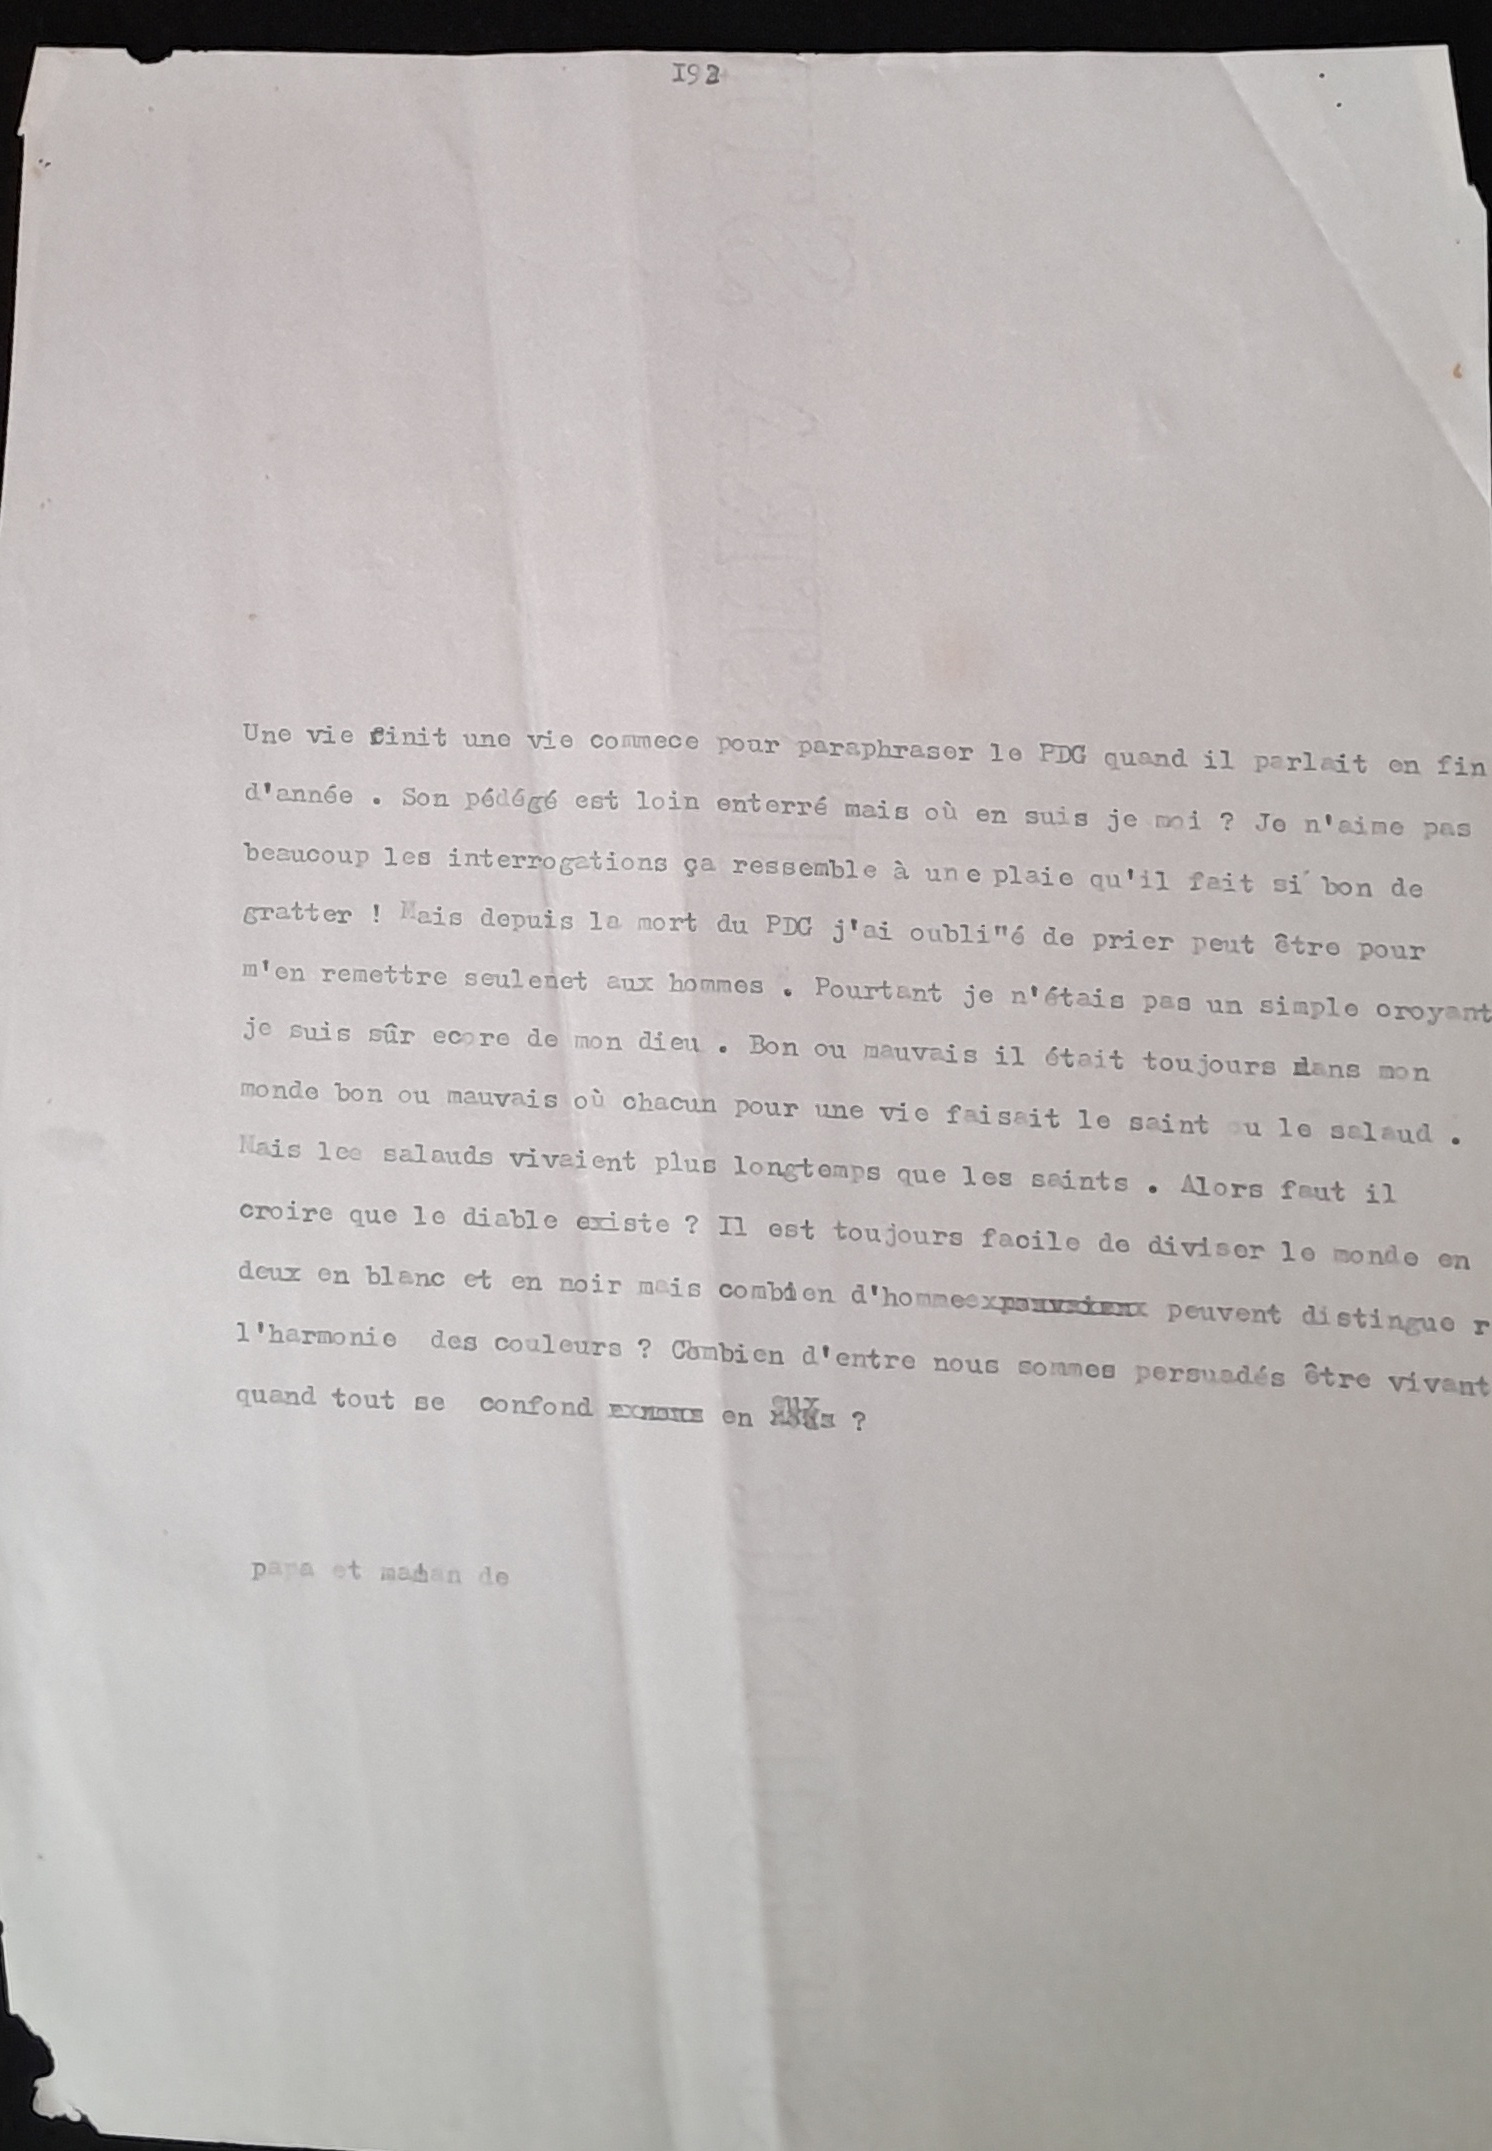 I92
Une vie finit une vie commece pour paraphraser le PDG quand il parlait en fin
d'année . Son pédégé est loin enterré mais où en suis je moi ? Je n'aime pas
beaucoup les interrogations ça ressemble à une plaie qu'il fait si bon de
gratter ! Mais depuis la mort du PDG j'ai oubli"é de prier peut être pour
m'en remettre seulenet aux hommes . Pourtant je n'étais pas un simple croyant
je suis sûr ecore de mon dieu . Bon ou mauvais il était toujours dans mon
monde bon ou mauvais où chacun pour une vie faisait le saint ou le salaud .
Mais les salauds vivaient plus longtemps que les saints . Alors faut il
croire que le diable existe ? Il est toujours facile de diviser le monde en
deux en blanc et en noir mais combien d'hommes peuvent distingue r
l'harmonie des couleurs ? Combien d'entre nous sommes persuadés être vivant
quand tout se confond en eux ?
papa et maman de